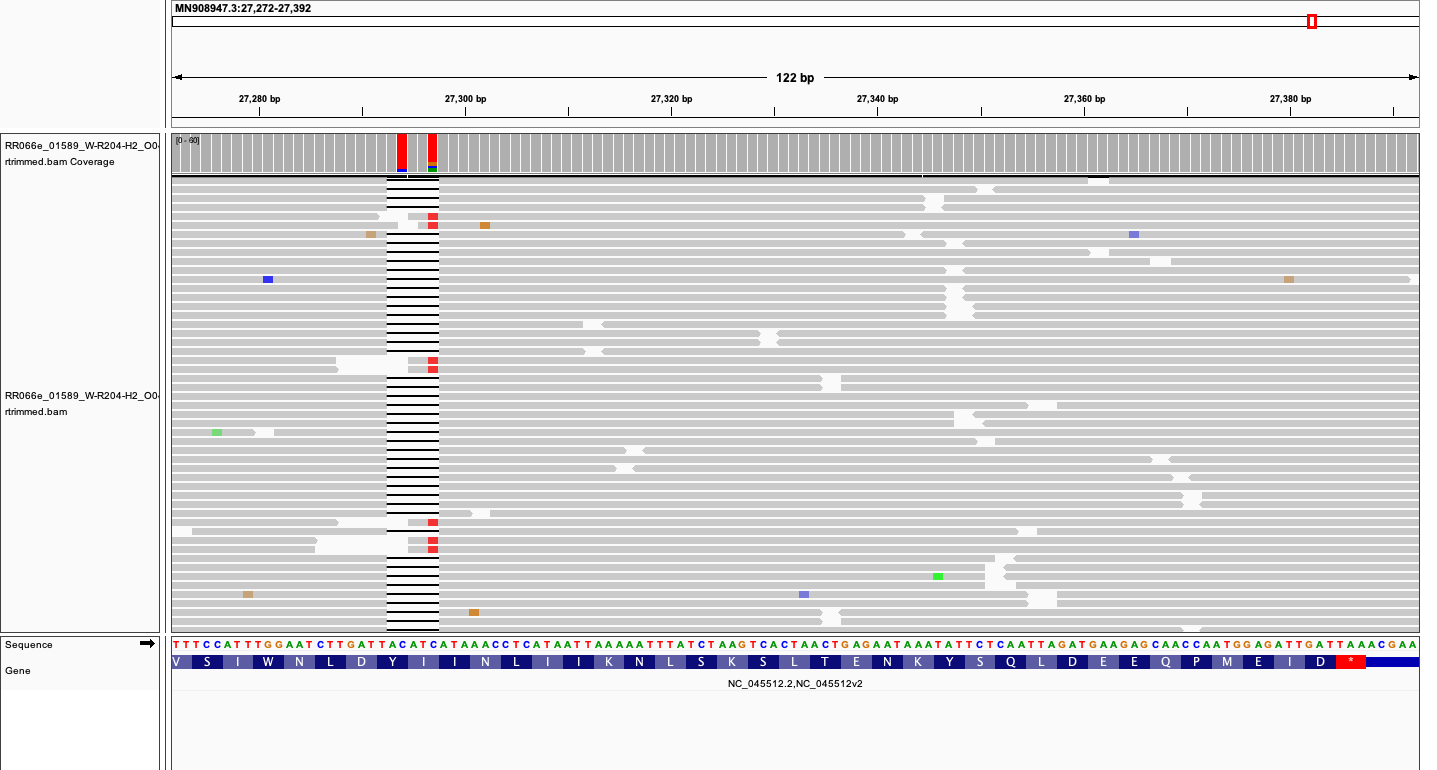 MN908947.3:27,272-27,392
122 bp
27,280 bp 27,300 bp 27,320 bp 27,340 bp 27,360 bp 27,380 bp
RR066e_01589_W-R204-H2_O0
rtrimmed.bam Coverage
[0 - 60]
RR066e_01589_W-R204-H2_O0
rtrimmed.bam
Sequence
TTTCCATTTGGAATCTTGATTACATCATAAACCTCATAATTAAAAATTTATCTAAGTCACTAACTGAGAATAAATATTCTCAATTAGATGAAGAGCAACCAATGGAGATTGATTAAACGAA
Gene
V S I W N L D Y I I N L I I K N L S K S L T E N K Y S Q L D E E Q P M E I D *
NC_045512.2,NC_045512v2